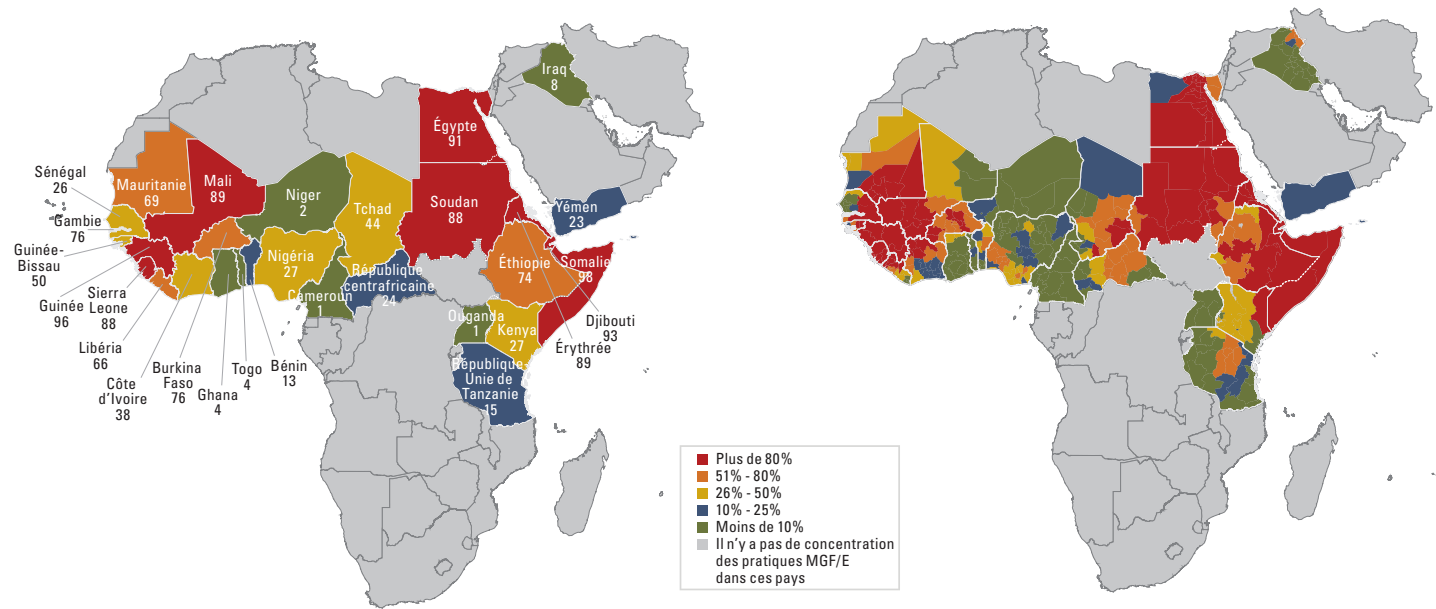 Iraq
8
Égypte
91
Sénégal
26
Mauritanie
69
Mali
89
Niger
2
Tchad
44
Soudan
88
Yémen
23
Gambie
76
Guinée-
Bissau
50
Nigéria
27
République
centrafricaine
24
Éthiopie
74
Somalie
98
Guinée
96
Sierra
Leone
88
Cameroun
1
Ouganda
1
Kenya
27
Djibouti
93
Érythrée
89
Libéria
66
Côte
d'Ivoire
38
Burkina
Faso
76
Ghana
4
Togo
4
Bénin
13
République-
Unie de
Tanzanie
15
Plus de 80%
51% - 80%
26% - 50%
10% - 25%
Moins de 10%
Il n'y a pas de concentration
des pratiques MGF/E
dans ces pays